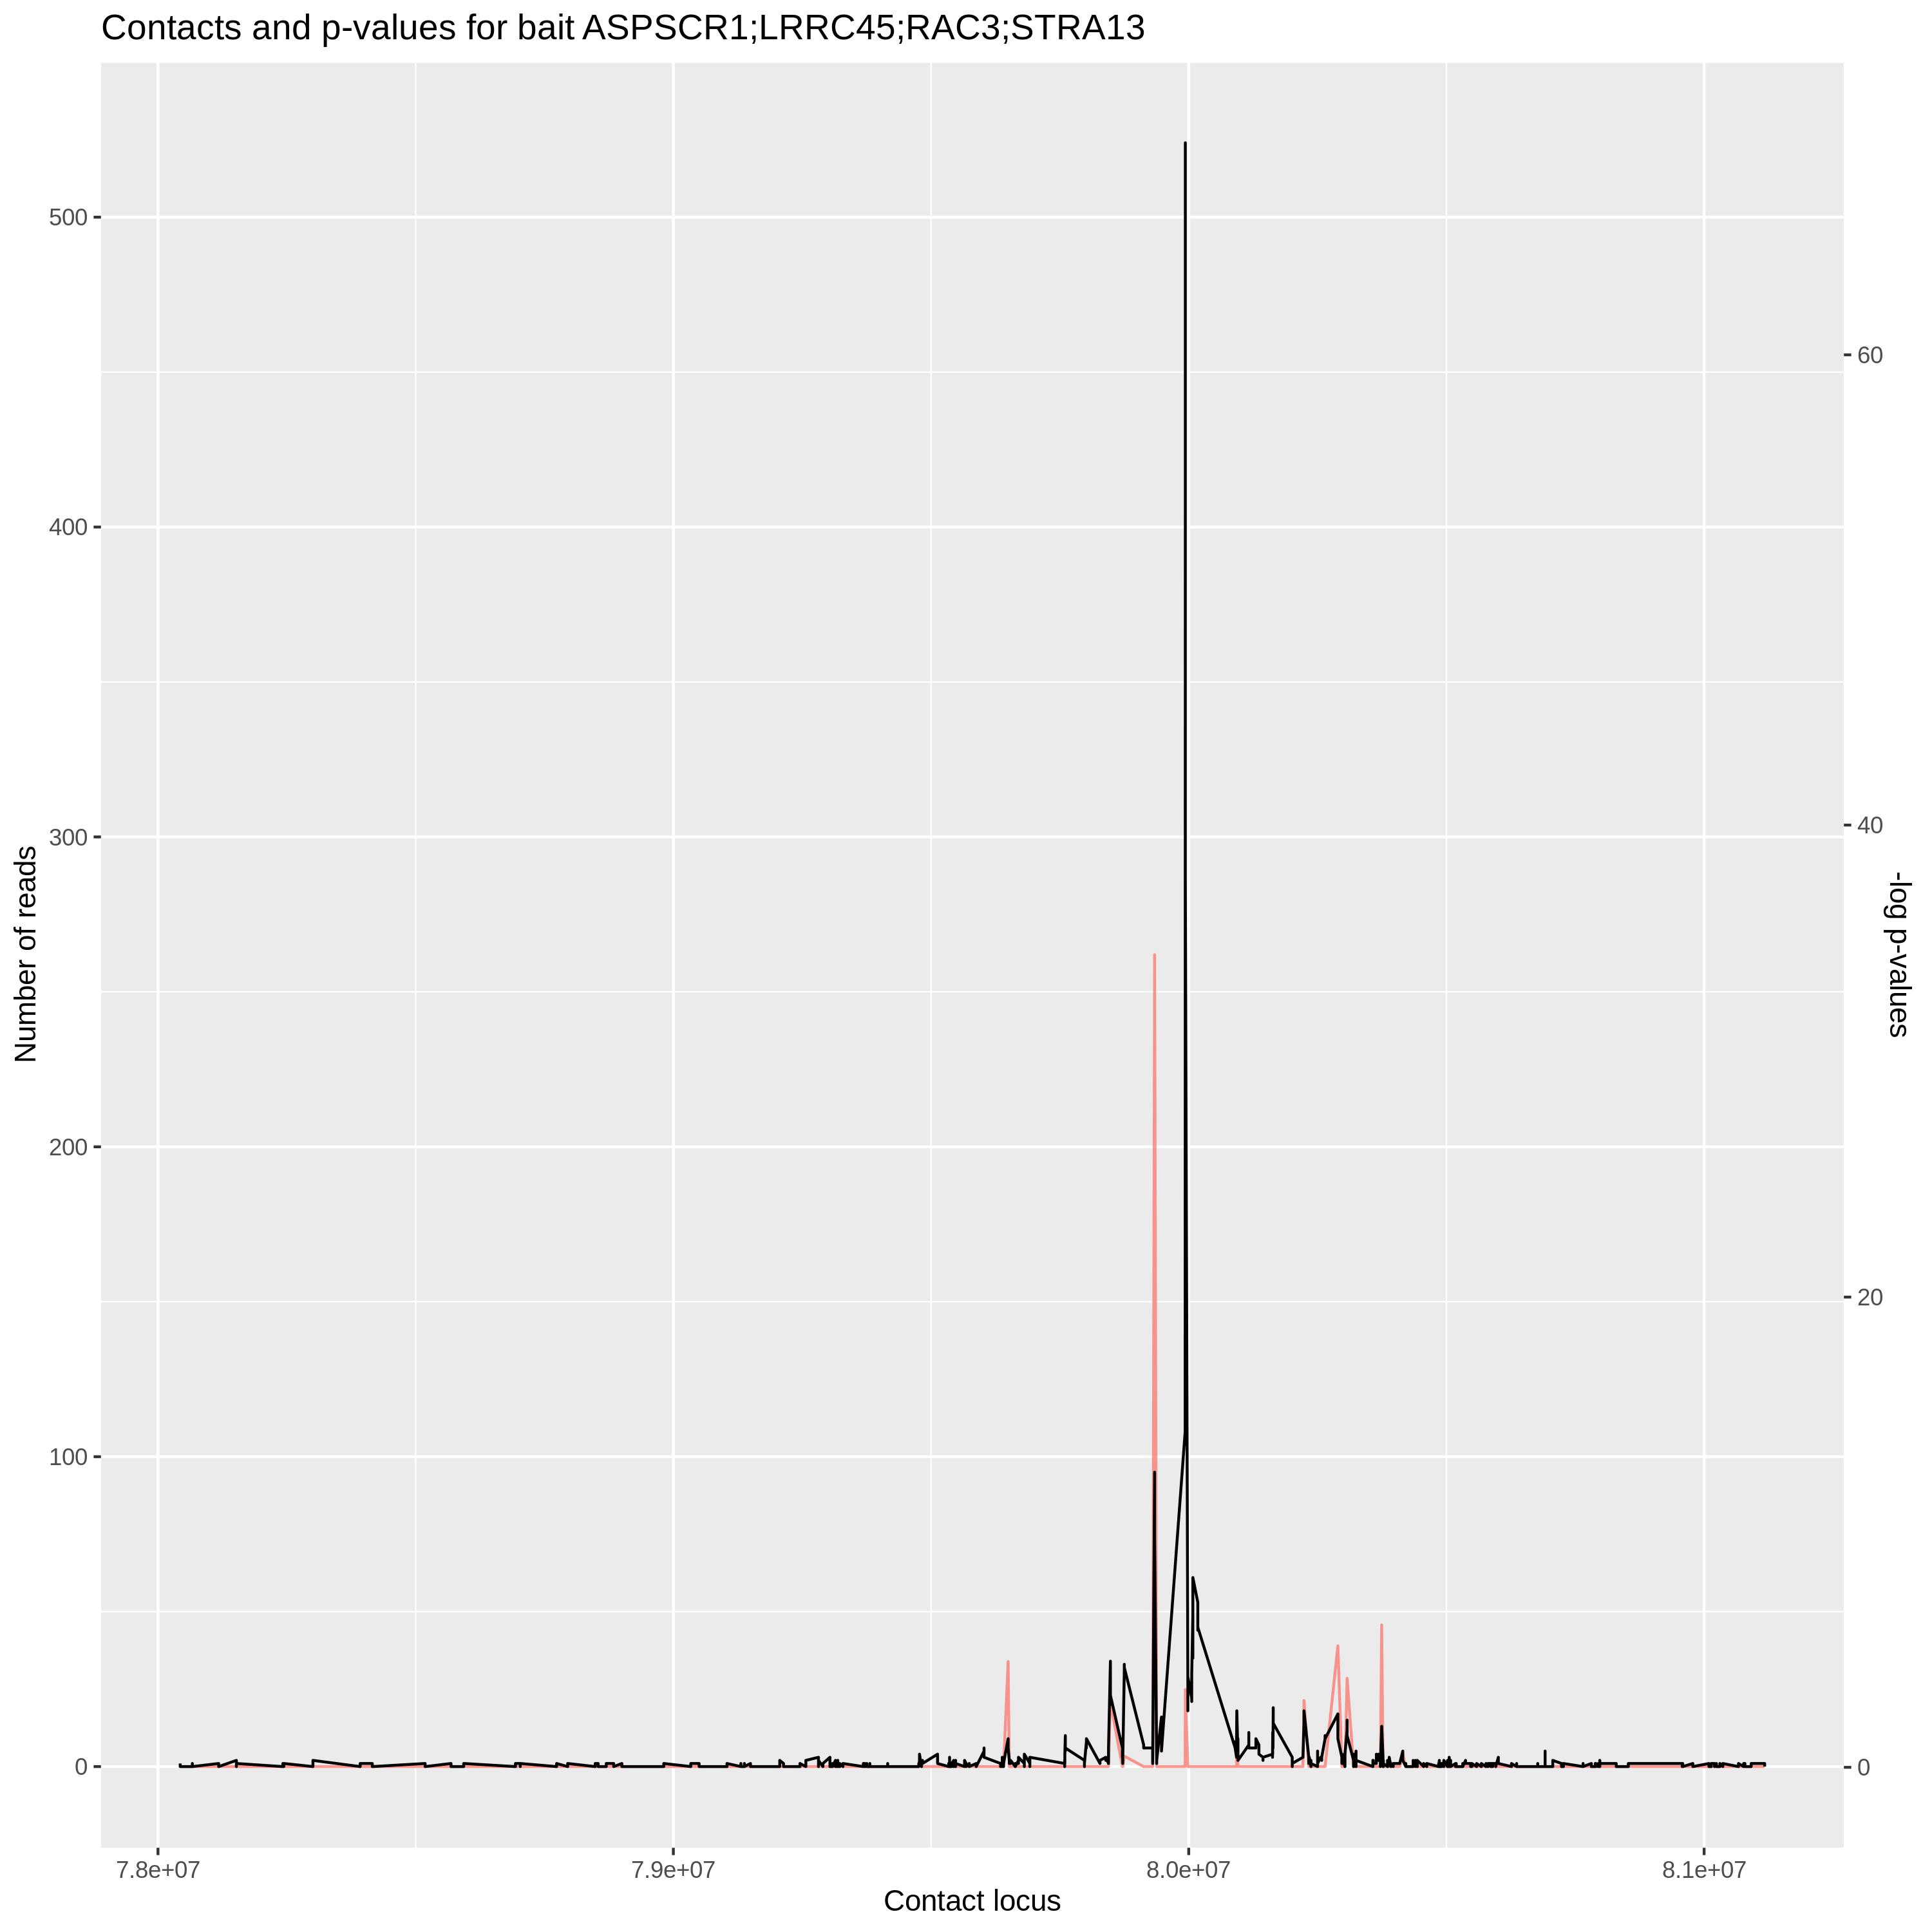 Contacts and p-values for bait ASPSCR1;LRRC45;RAC3;STRA13
500
400
300
200
100
0
Number of reads
60
40
20
0
-log p-values
7.8e+07
7.9e+07
8.0e+07
8.1e+07
Contact locus